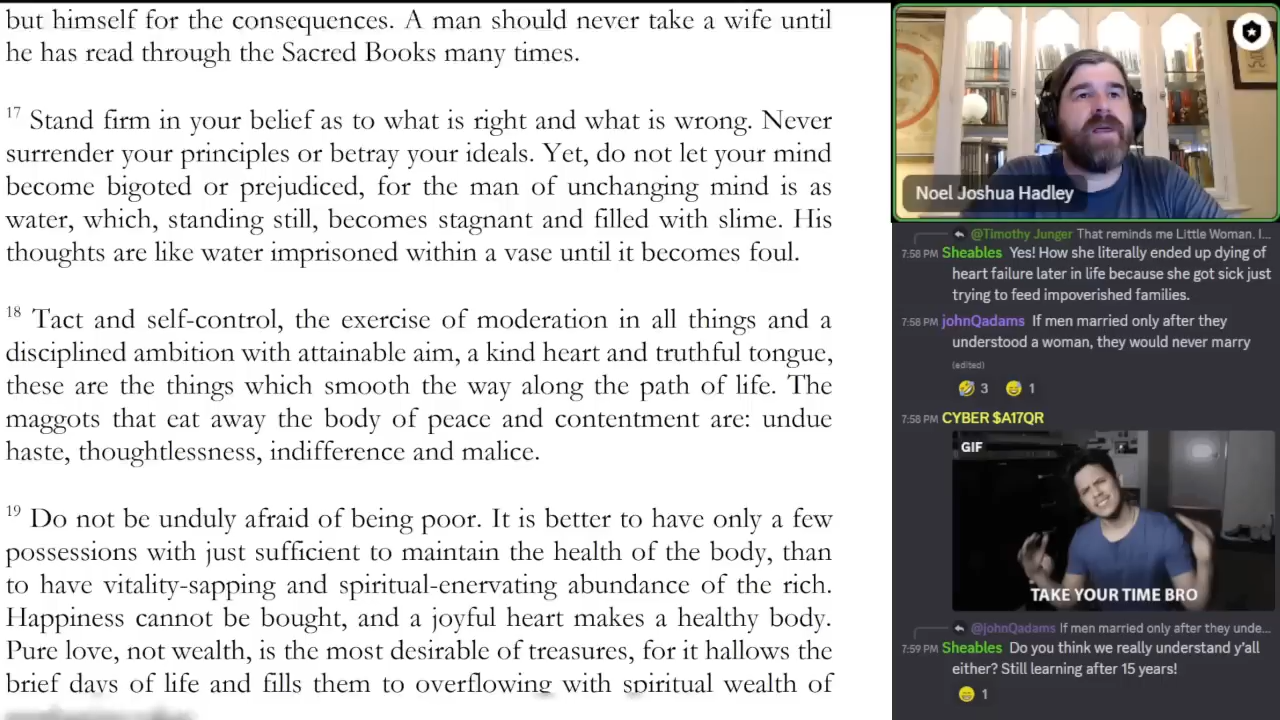 but himself for the consequences. A man should never take a wife until
he has read through the Sacred Books many times.
17 Stand firm in your belief as to what is right and what is wrong. Never
surrender your principles or betray your ideals. Yet, do not let your mind
become bigoted or prejudiced, for the man of unchanging mind is as
water, which, standing still, becomes stagnant and filled with slime. His
thoughts are like water imprisoned within a vase until it becomes foul.
18 Tact and self-control, the exercise of moderation in all things and a
disciplined ambition with attainable aim, a kind heart and truthful tongue,
these are the things which smooth the way along the path of life. The
maggots that eat away the body of peace and contentment are: undue
haste, thoughtlessness, indifference and malice.
19 Do not be unduly afraid of being poor. It is better to have only a few
possessions with just sufficient to maintain the health of the body, than
to have vitality-sapping and spiritual-enervating abundance of the rich.
Happiness cannot be bought, and a joyful heart makes a healthy body.
Pure love, not wealth, is the most desirable of treasures, for it hallows the
brief days of life and fills them to overflowing with spiritual wealth of
Noel Joshua Hadley
@Timothy Junger That reminds me Little Woman. I...
7:58 PM Sheables Yes! How she literally ended up dying of
heart failure later in life because she got sick just
trying to feed impoverished families.
7:58 PM johnQadams If men married only after they
understood a woman, they would never marry
(edited)
3 1
7:58 PM CYBER $A17QR
GIF
TAKE YOUR TIME BRO
@johnQadams If men married only after they unde...
7:59 PM Sheables Do you think we really understand y'all
either? Still learning after 15 years!
1